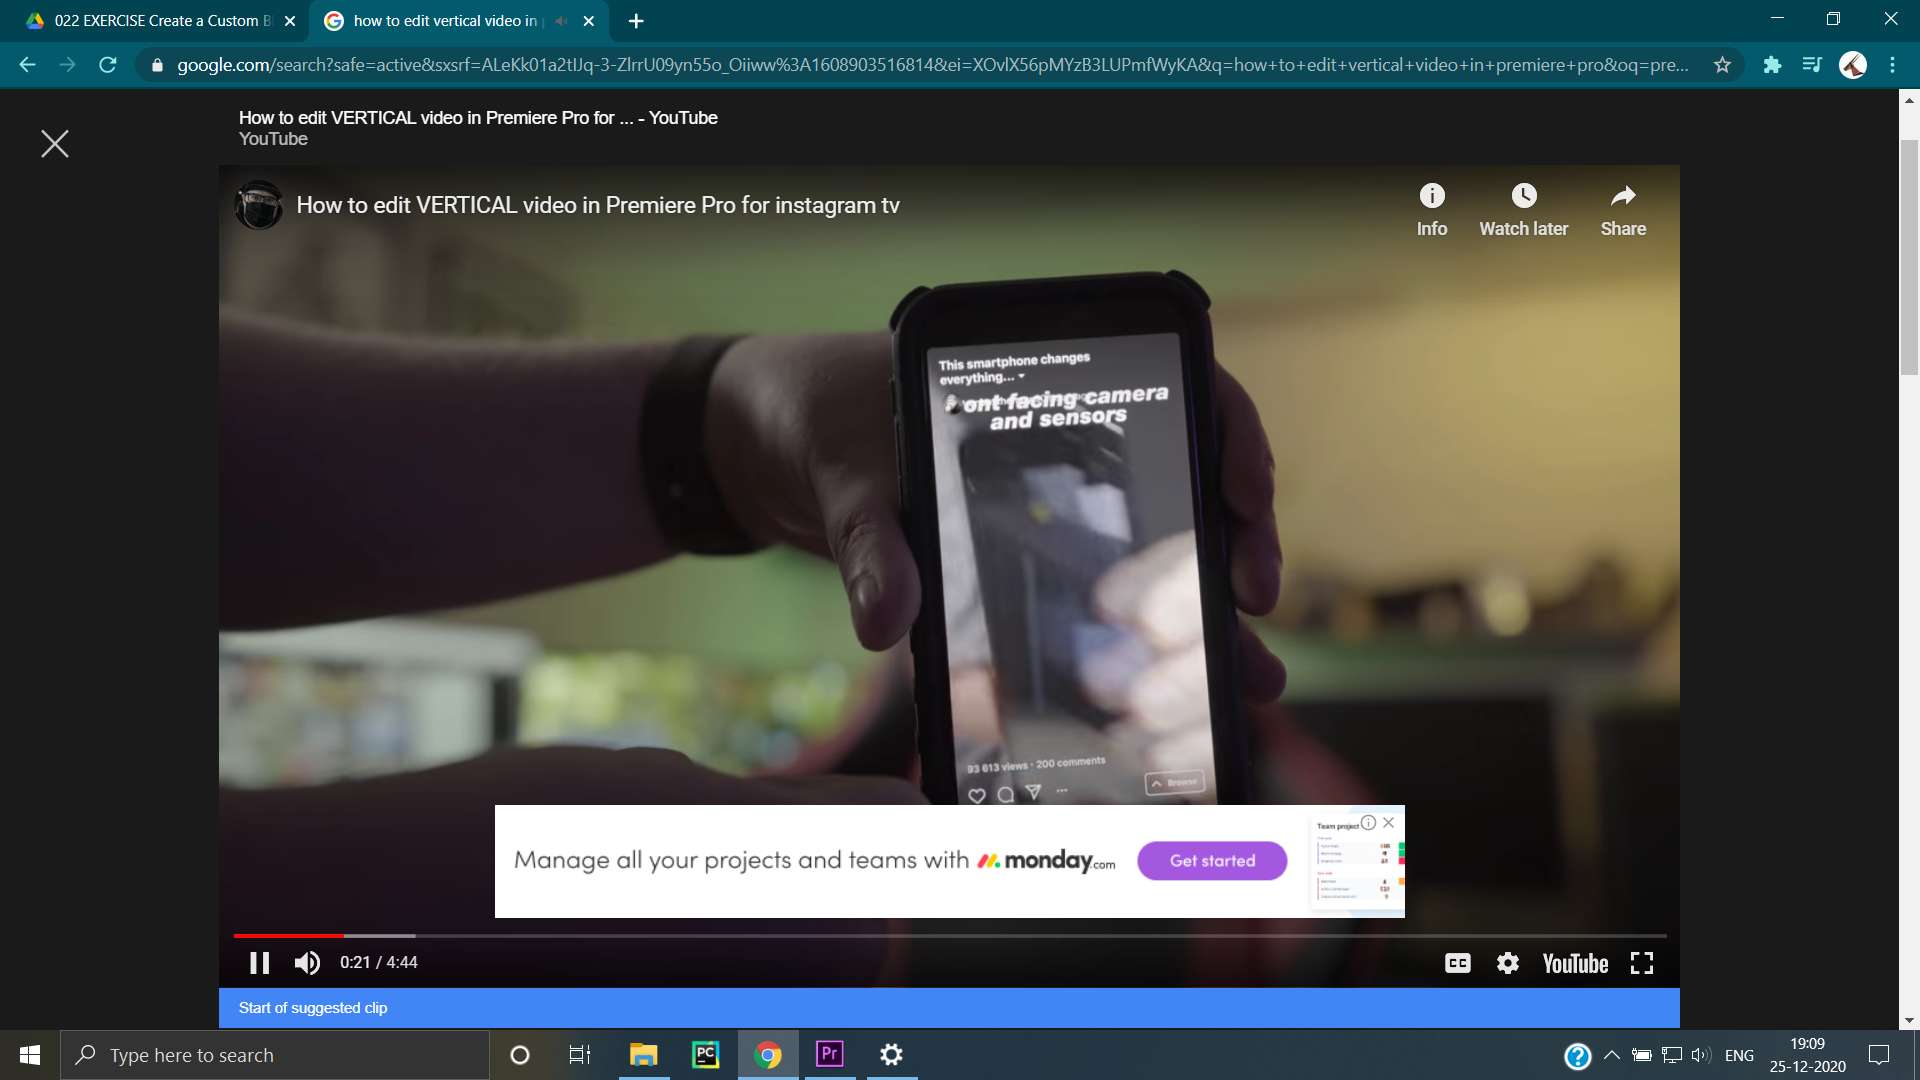 022 EXERCISE Create a Custom B
how to edit vertical video in
google.com/search?safe=active&sxsrf=ALeKk01a2tIJq-3-ZlrrU09yn55o_Oiiww%3A1608903516814&ei=XOvlX56pMYzB3LUPmfWyKA&q=how+to+edit+vertical+video+in+premiere+pro&oq=pre...
How to edit VERTICAL video in Premiere Pro for ... - YouTube
YouTube
How to edit VERTICAL video in Premiere Pro for instagram tv
Info
Watch later
Share
This smartphone changes
everything...
ont facing camera
and sensors
93 613 views · 200 comments
Browse
Manage all your projects and teams with monday.com
Get started
Team project
0:21 / 4:44
CC
YouTube
Start of suggested clip
Type here to search
PC
Pr
ENG
19:09
25-12-2020